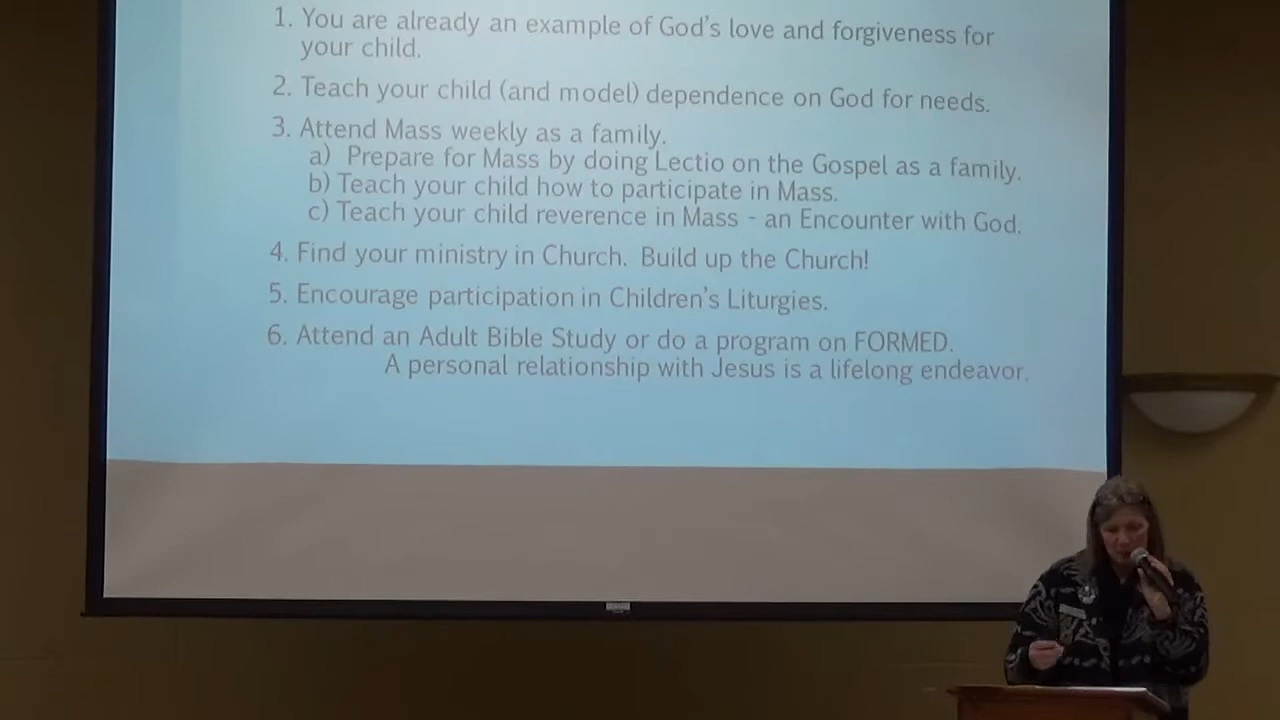 1. You are already an example of God's love and forgiveness for
your child.
2. Teach your child (and model) dependence on God for needs.
3. Attend Mass weekly as a family.
a) Prepare for Mass by doing Lectio on the Gospel as a family.
b) Teach your child how to participate in Mass.
c) Teach your child reverence in Mass - an Encounter with God.
4. Find your ministry in Church. Build up the Church!
5. Encourage participation in Children's Liturgies.
6. Attend an Adult Bible Study or do a program on FORMED.
A personal relationship with Jesus is a lifelong endeavor.